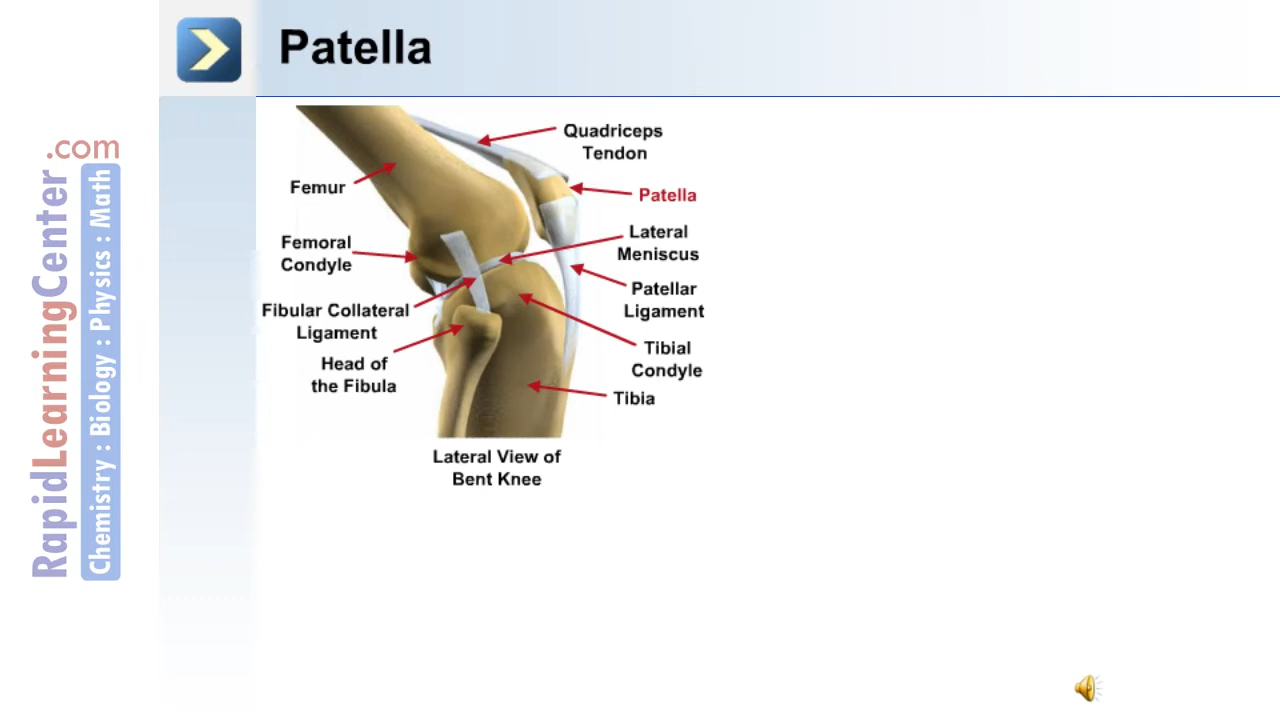 Patella
Quadriceps
Tendon
Femur
Patella
Femoral
Condyle
Lateral
Meniscus
Fibular Collateral
Ligament
Patellar
Ligament
Head of
the Fibula
Tibial
Condyle
Tibia
Lateral View of
Bent Knee
RapidLearningCenter.com
Chemistry : Biology : Physics : Math